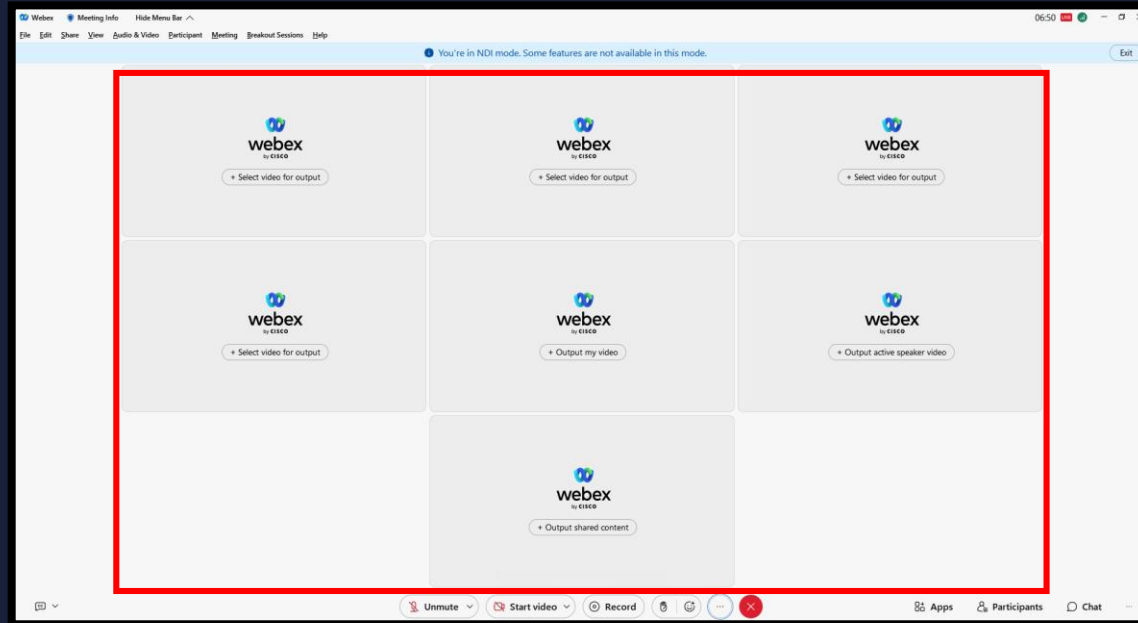 Webex Meeting Info Hide Menu Bar 06:50 LIVE
File Edit Share View Audio & Video Participant Meeting Breakout Sessions Help
You're in NDI mode. Some features are not available in this mode. Exit
webex webex webex
by CISCO by CISCO by CISCO
+ Select video for output + Select video for output + Select video for output
webex webex webex
by CISCO by CISCO by CISCO
+ Select video for output + Output my video + Output active speaker video
webex
by CISCO
+ Output shared content
Unmute Start video Record Apps Participants Chat